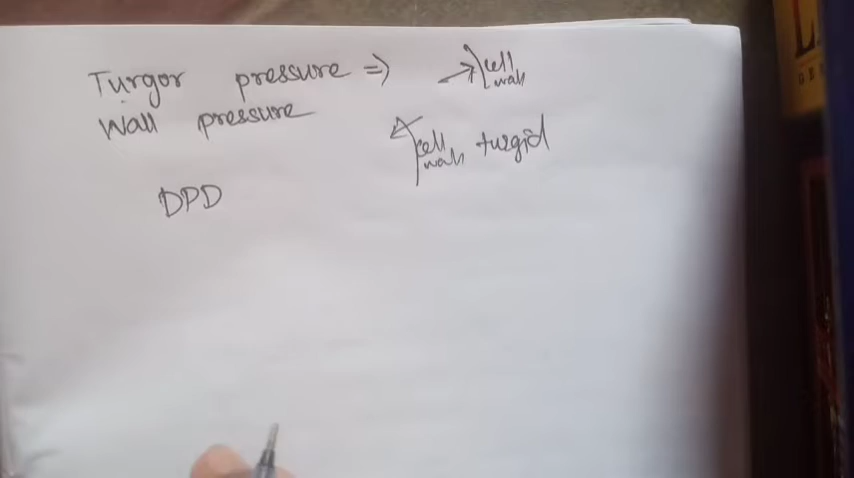 Turgor pressure ⇒ → cell wall
Wall pressure
cell wall turgid
DPD